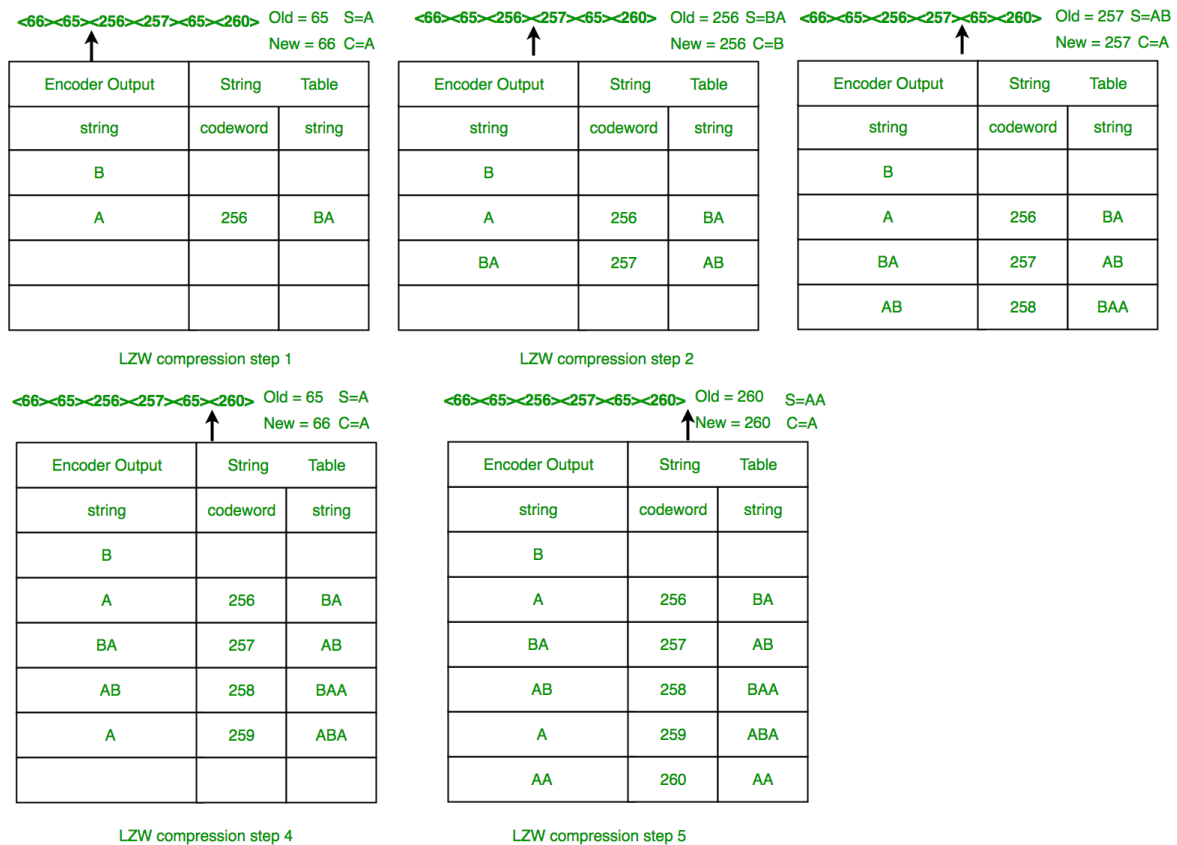 <66><65><256><257><65><260> Old = 65 S=A
New = 66 C=A
Encoder Output String Table
string codeword string
B
A 256 BA
LZW compression step 1
<66><65><256><257><65><260> Old = 256 S=BA
New = 256 C=B
Encoder Output String Table
string codeword string
B
A 256 BA
BA 257 AB
LZW compression step 2
<66><65><256><257><65><260> Old = 257 S=AB
New = 257 C=A
Encoder Output String Table
string codeword string
B
A 256 BA
BA 257 AB
AB 258 BAA
<66><65><256><257><65><260> Old = 65 S=A
New = 66 C=A
Encoder Output String Table
string codeword string
B
A 256 BA
BA 257 AB
AB 258 BAA
A 259 ABA
LZW compression step 4
<66><65><256><257><65><260> Old = 260 S=AA
New = 260 C=A
Encoder Output String Table
string codeword string
B
A 256 BA
BA 257 AB
AB 258 BAA
A 259 ABA
AA 260 AA
LZW compression step 5